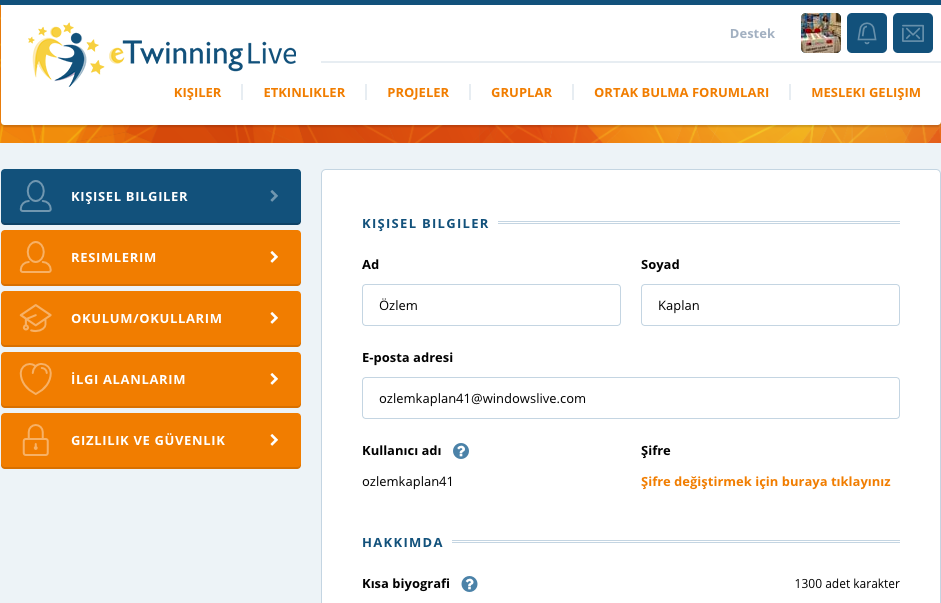 eTwinningLive
Destek
KIŞILER
ETKINLIKLER
PROJELER
GRUPLAR
ORTAK BULMA FORUMLARI
MESLEKI GELIŞIM
KIŞISEL BILGILER
RESIMLERIM
OKULUM/OKULLARIM
İLGI ALANLARIM
GIZLILIK VE GÜVENLIK
KIŞISEL BILGILER
Ad
Soyad
Özlem
Kaplan
E-posta adresi
ozlemkaplan41@windowslive.com
Kullanıcı adı ?
Şifre
ozlemkaplan41
Şifre değiştirmek için buraya tıklayınız
HAKKIMDA
Kısa biyografi ?
1300 adet karakter